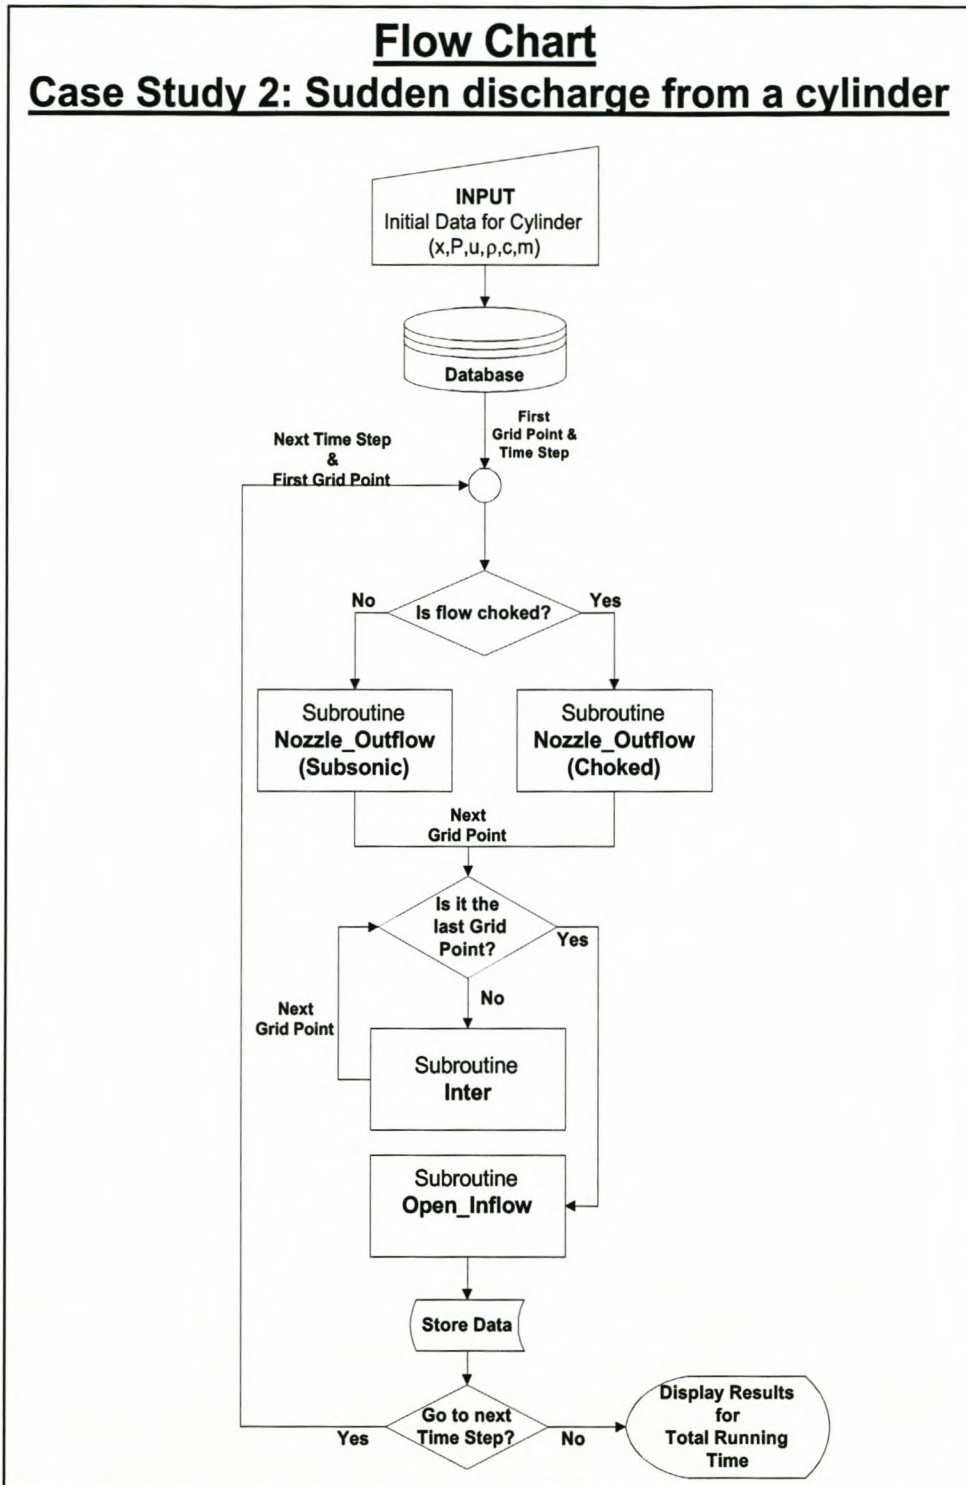 Flow Chart
Case Study 2: Sudden discharge from a cylinder
INPUT
Initial Data for Cylinder
(x,P,u,ρ,c,m)
Database
First
Grid Point &
Time Step
Next Time Step
&
First Grid Point
No
Is flow choked?
Yes
Subroutine
Nozzle_Outflow
(Subsonic)
Subroutine
Nozzle_Outflow
(Choked)
Next
Grid Point
Is it the
last Grid
Point?
Yes
No
Next
Grid Point
Subroutine
Inter
Subroutine
Open_Inflow
Store Data
Go to next
Time Step?
Yes
No
Display Results
for
Total Running
Time